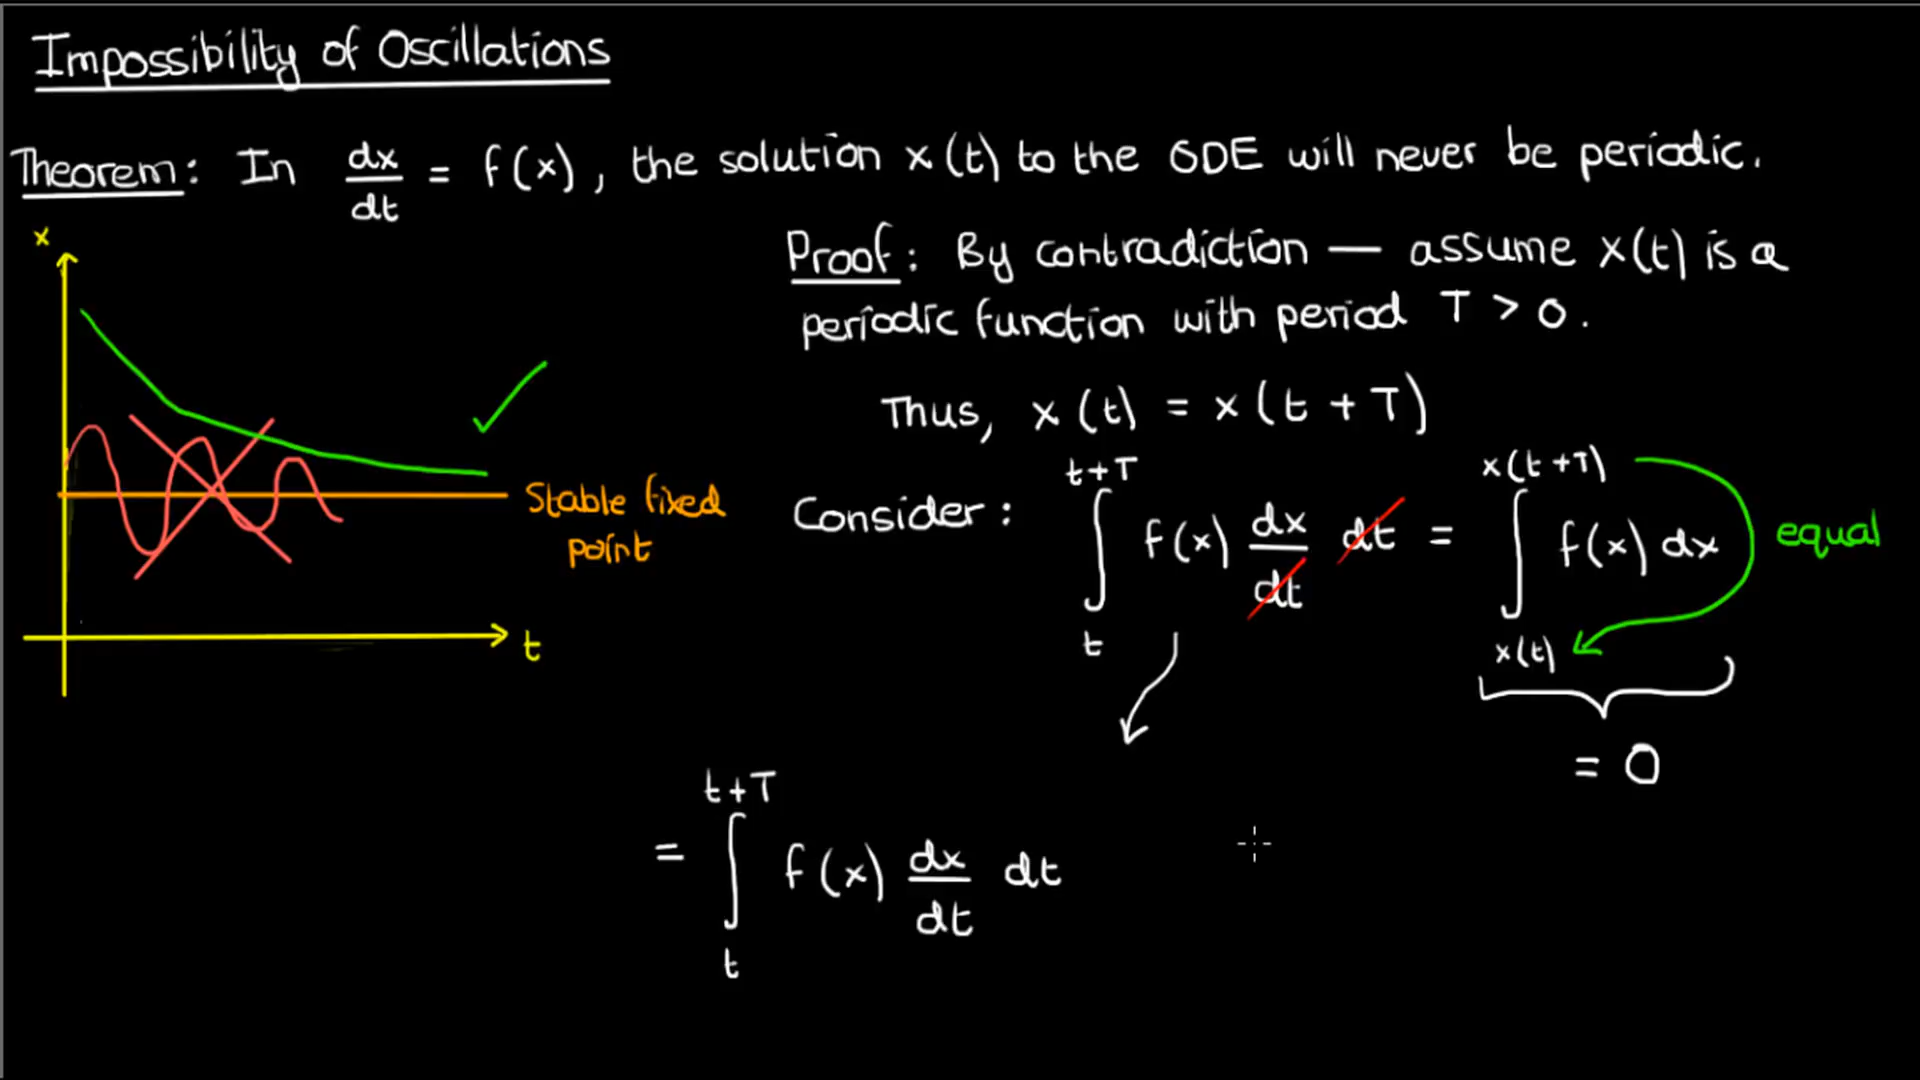 Impossibility of Oscillations
Theorem: In dx/dt = f(x), the solution x(t) to the ODE will never be periodic.
x
Proof: By contradiction — assume x(t) is a
periodic function with period T > 0.
Thus, x(t) = x(t + T)
Stable fixed
point
t
Consider: ∫_t^{t+T} f(x) dx/dt dt = ∫_{x(t)}^{x(t+T)} f(x) dx
equal
= 0
= ∫_t^{t+T} f(x) dx/dt dt